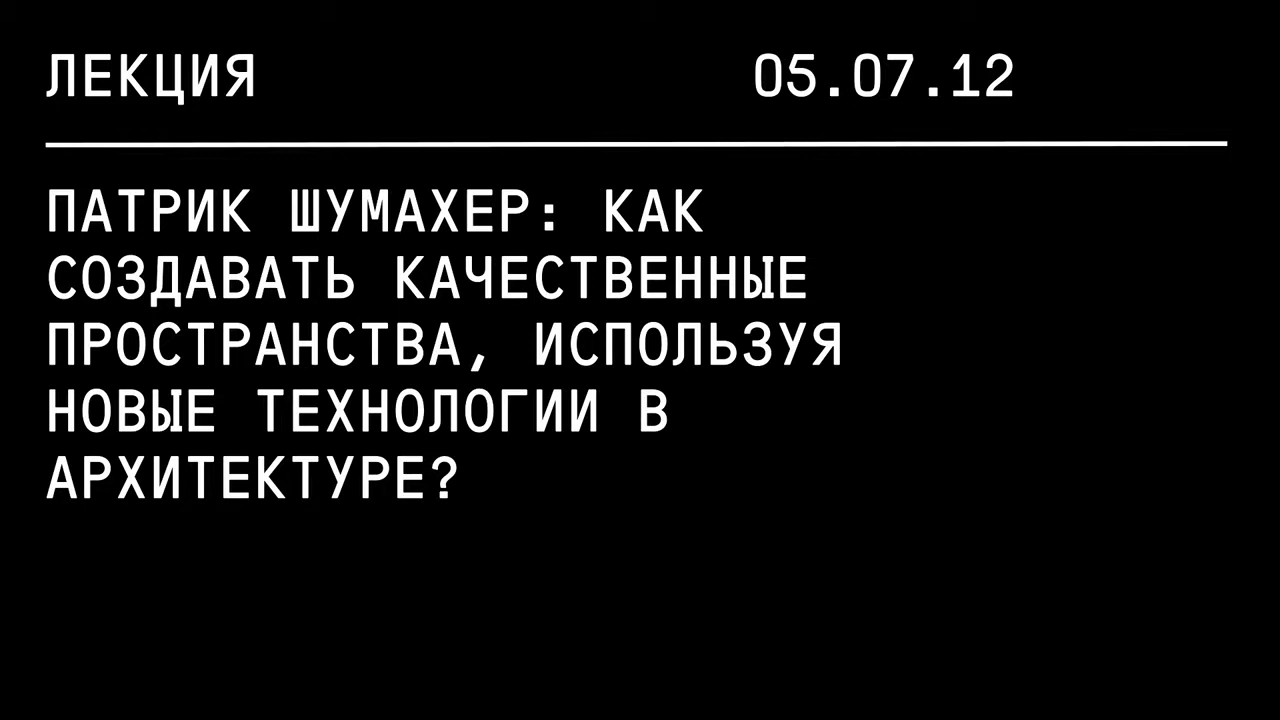 ЛЕКЦИЯ 05.07.12
ПАТРИК ШУМАХЕР: КАК
СОЗДАВАТЬ КАЧЕСТВЕННЫЕ
ПРОСТРАНСТВА, ИСПОЛЬЗУЯ
НОВЫЕ ТЕХНОЛОГИИ В
АРХИТЕКТУРЕ?